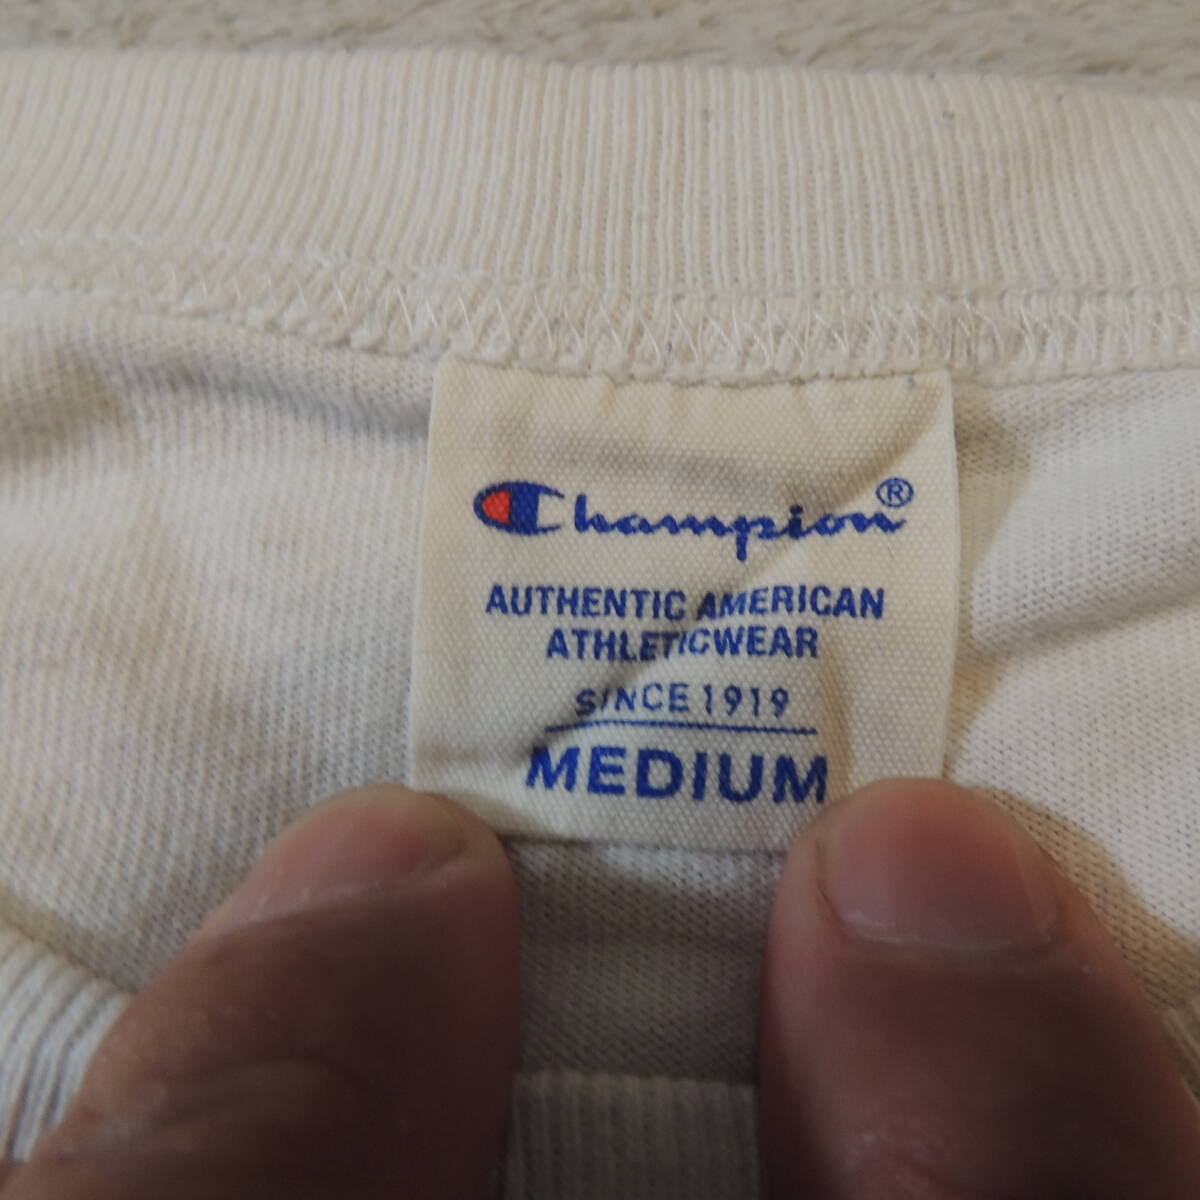 Champion®
AUTHENTIC AMERICAN
ATHLETICWEAR
SINCE 1919
MEDIUM